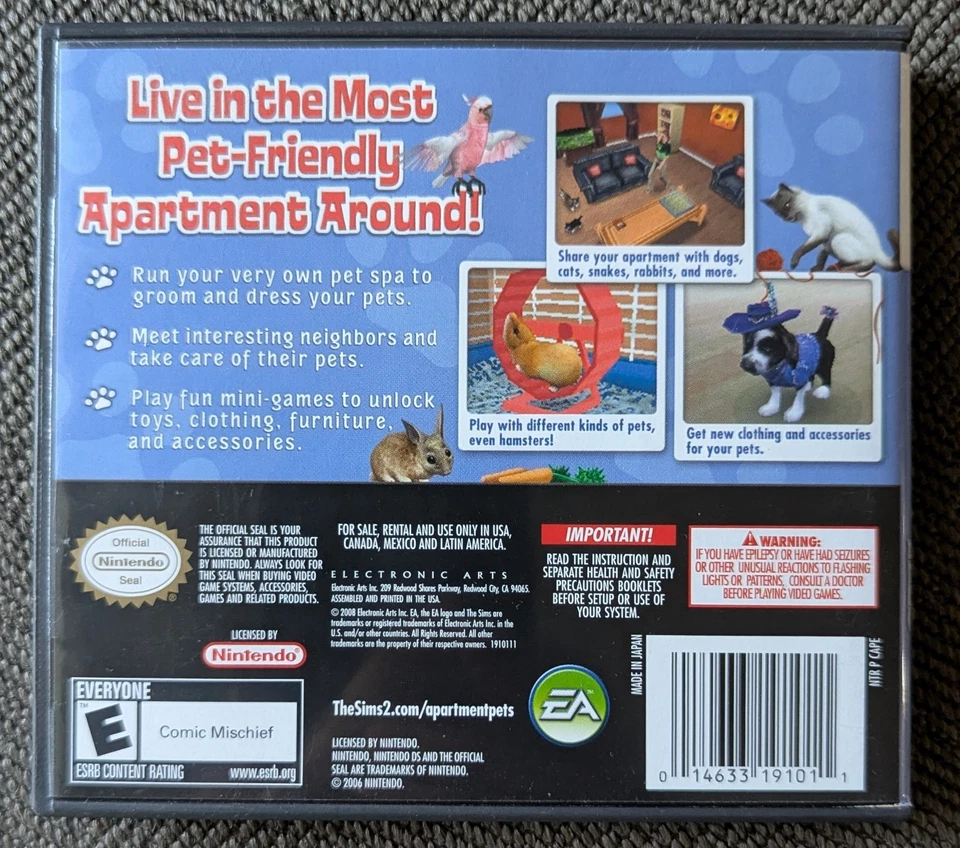 Live in the Most
Pet-Friendly
Apartment Around!
Run your very own pet spa to
groom and dress your pets.
Meet interesting neighbors and
take care of their pets.
Play fun mini-games to unlock
toys, clothing, furniture,
and accessories.
Share your apartment with dogs,
cats, snakes, rabbits, and more.
Play with different kinds of pets,
even hamsters!
Get new clothing and accessories
for your pets.
Official
Nintendo
Seal
®
THE OFFICIAL SEAL IS YOUR
ASSURANCE THAT THIS PRODUCT
IS LICENSED OR MANUFACTURED
BY NINTENDO. ALWAYS LOOK FOR
THIS SEAL WHEN BUYING VIDEO
GAME SYSTEMS, ACCESSORIES,
GAMES AND RELATED PRODUCTS.
LICENSED BY
Nintendo®
EVERYONE
E
TM
Comic Mischief
ESRB CONTENT RATING www.esrb.org
FOR SALE, RENTAL AND USE ONLY IN USA,
CANADA, MEXICO AND LATIN AMERICA.
ELECTRONIC ARTS
Electronic Arts Inc. 209 Redwood Shores Parkway, Redwood City, CA 94065.
ASSEMBLED AND PRINTED IN THE USA.
© 2008 Electronic Arts Inc. EA, the EA logo and The Sims are
trademarks or registered trademarks of Electronic Arts Inc. in the
U.S. and/or other countries. All Rights Reserved. All other
trademarks are the property of their respective owners. 1910111
TheSims2.com/apartmentpets
LICENSED BY NINTENDO.
NINTENDO, NINTENDO DS AND THE OFFICIAL
SEAL ARE TRADEMARKS OF NINTENDO.
© 2006 NINTENDO.
EA™
IMPORTANT!
READ THE INSTRUCTION AND
SEPARATE HEALTH AND SAFETY
PRECAUTIONS BOOKLETS
BEFORE SETUP OR USE OF
YOUR SYSTEM.
WARNING:
IF YOU HAVE EPILEPSY OR HAVE HAD SEIZURES
OR OTHER UNUSUAL REACTIONS TO FLASHING
LIGHTS OR PATTERNS, CONSULT A DOCTOR
BEFORE PLAYING VIDEO GAMES.
MADE IN JAPAN
NTR P CAPE
0 14633 19101 1